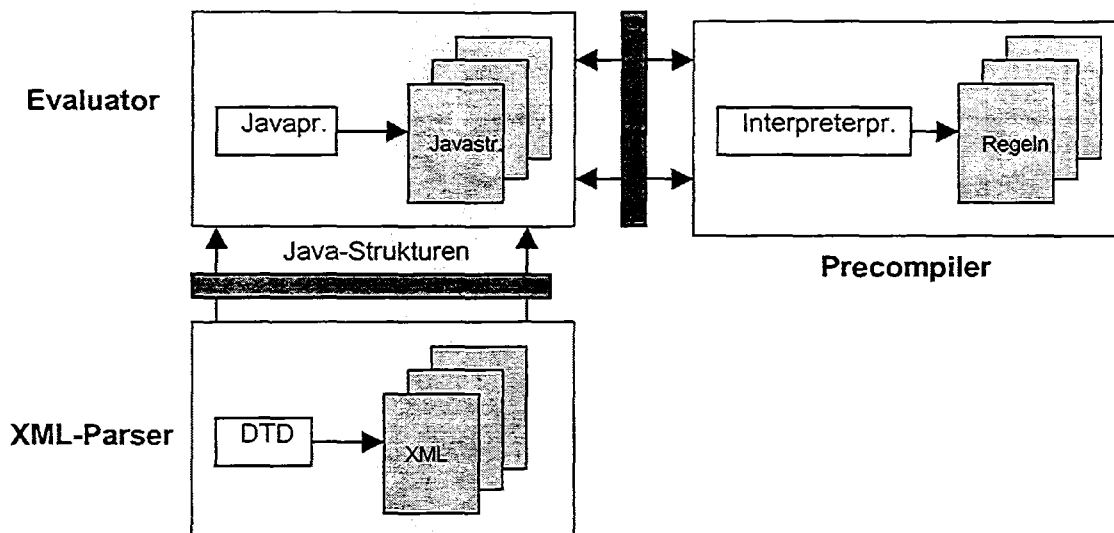 Evaluator
Javapr.
Javastr.
Interpreterpr.
Regeln
Java-Strukturen
Precompiler
XML-Parser
DTD
XML